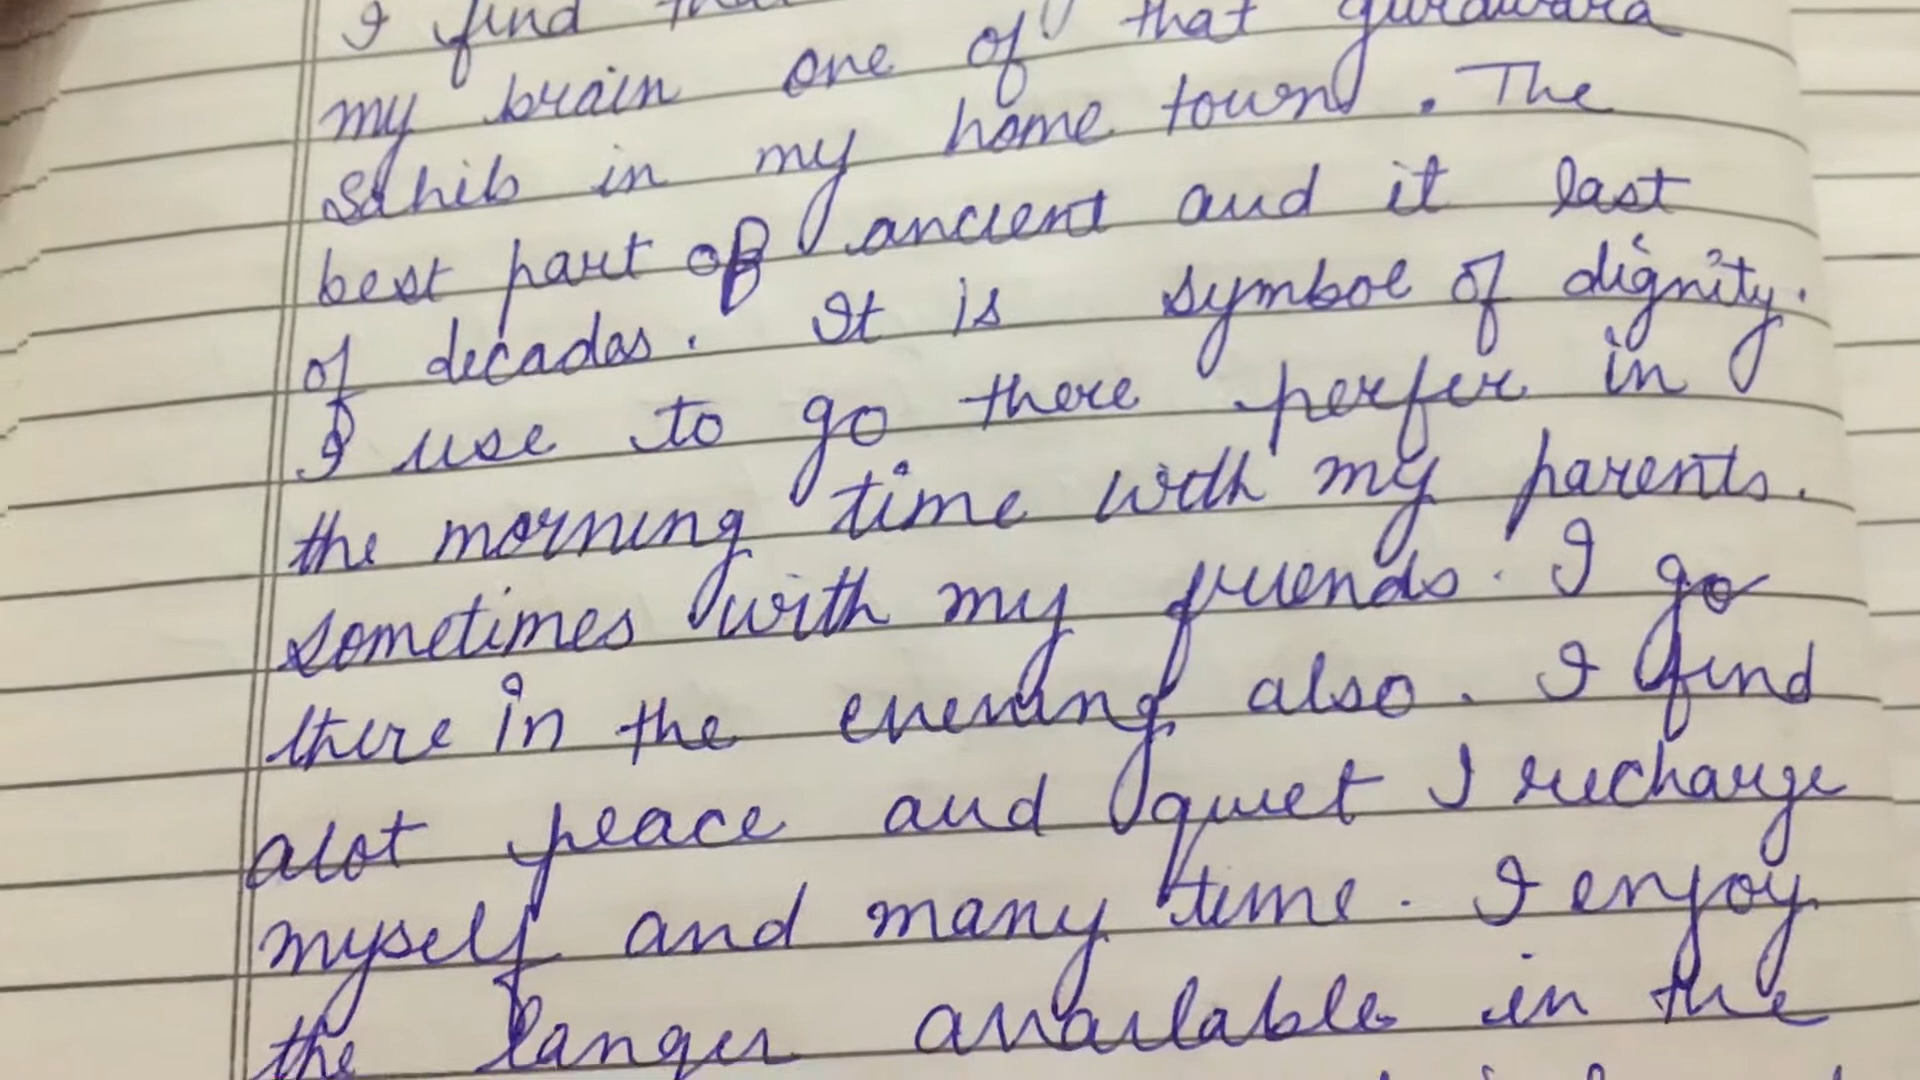 I find
my brain one of that gurdwara
Sahib in my home town. The
best part of ancient and it last
of decades. It is symbol of dignity.
I use to go there perfer in
the morning time with my parents.
sometimes with my friends. I go
there in the evening also. I find
alot peace and quiet I recharge
myself and many time. I enjoy
the langer available in the